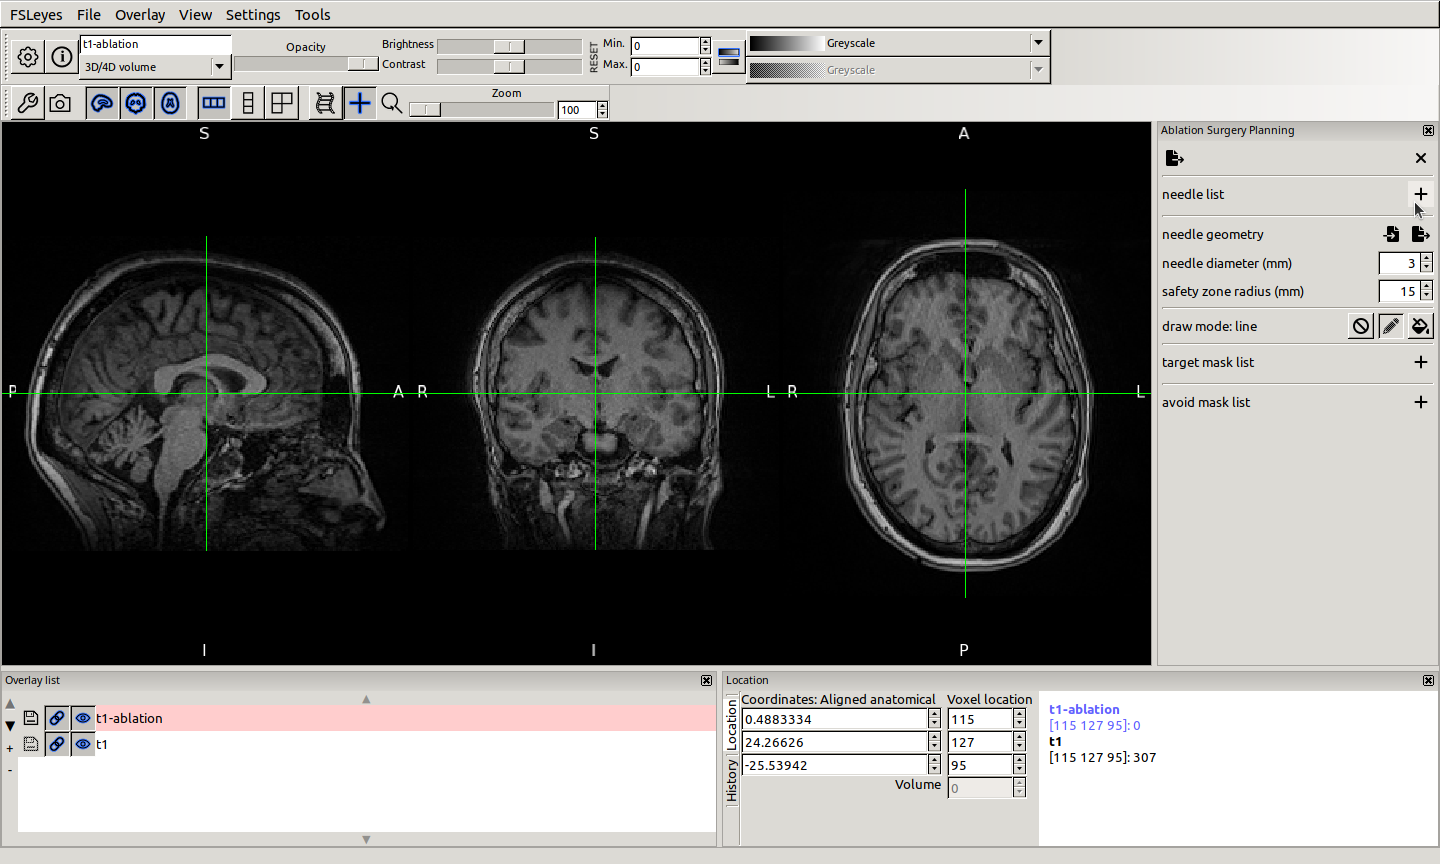 FSLeyes File Overlay View Settings Tools
t1-ablation
3D/4D volume
Opacity
Brightness
Contrast
RESET
Min. 0
Max. 0
Greyscale
Greyscale
Zoom
100
S S A
P A R L R L
I I P
Ablation Surgery Planning
needle list
needle geometry
needle diameter (mm) 3
safety zone radius (mm) 15
draw mode: line
target mask list
avoid mask list
Overlay list
t1-ablation
t1
Location
Location
History
Coordinates: Aligned anatomical Voxel location
0.4883334 115
24.26626 127
-25.53942 95
Volume 0
t1-ablation
[115 127 95]: 0
t1
[115 127 95]: 307